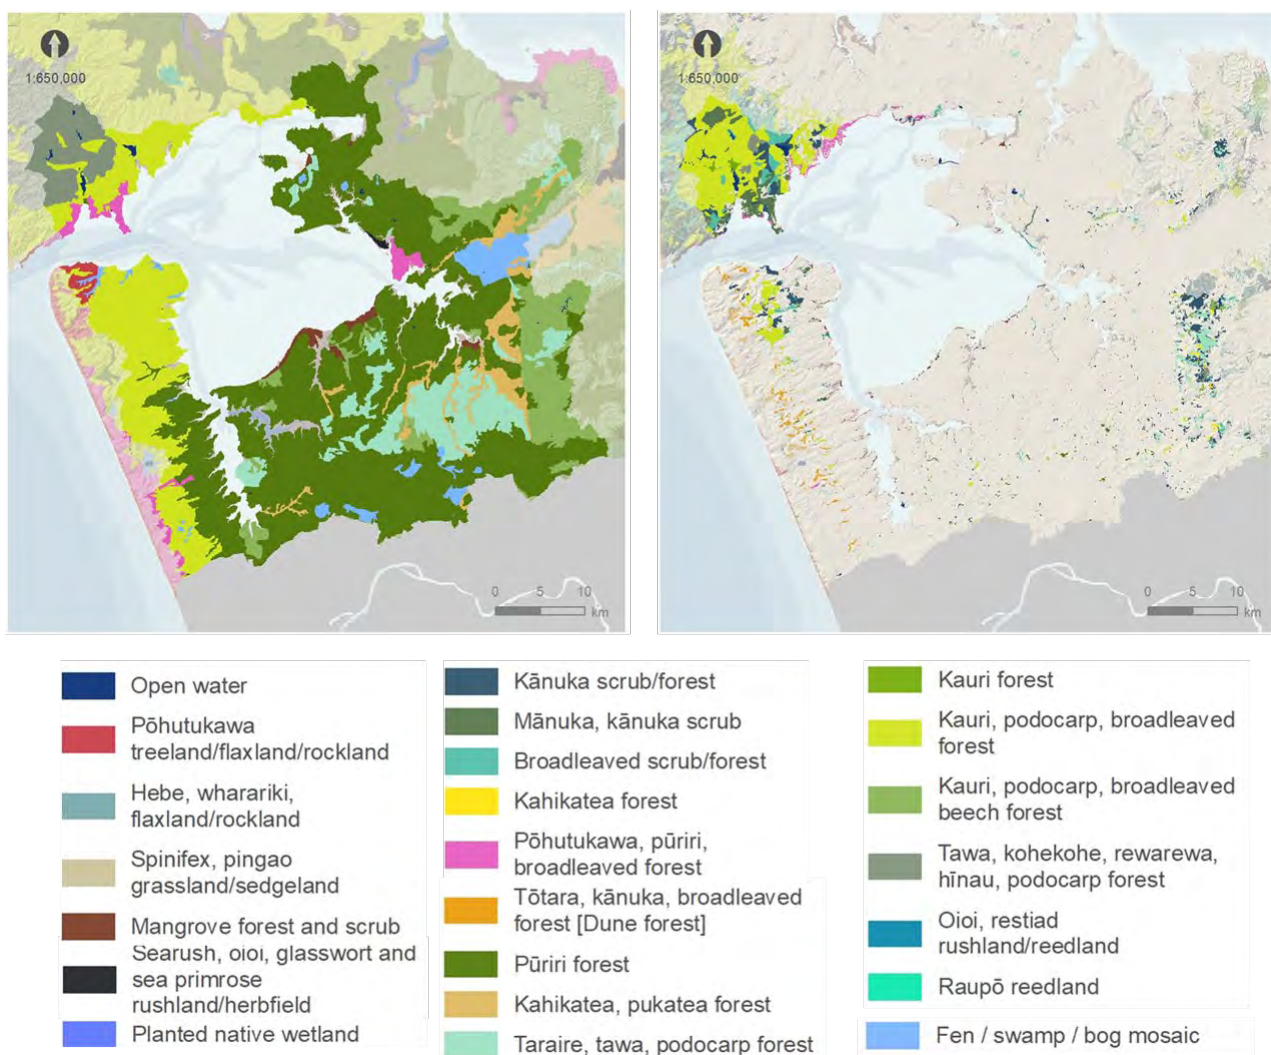 1:650,000
0 5 10
km
1:650,000
0 5 10
km
Open water
Pōhutukawa
treeland/flaxland/rockland
Hebe, wharariki,
flaxland/rockland
Spinifex, pingao
grassland/sedgeland
Mangrove forest and scrub
Searush, oioi, glasswort and
sea primrose
rushland/herbfield
Planted native wetland
Kānuka scrub/forest
Mānuka, kānuka scrub
Broadleaved scrub/forest
Kahikatea forest
Pōhutukawa, pūriri,
broadleaved forest
Tōtara, kānuka, broadleaved
forest [Dune forest]
Pūriri forest
Kahikatea, pukatea forest
Taraire, tawa, podocarp forest
Kauri forest
Kauri, podocarp, broadleaved
forest
Kauri, podocarp, broadleaved
beech forest
Tawa, kohekohe, rewarewa,
hīnau, podocarp forest
Oioi, restiad
rushland/reedland
Raupō reedland
Fen / swamp / bog mosaic